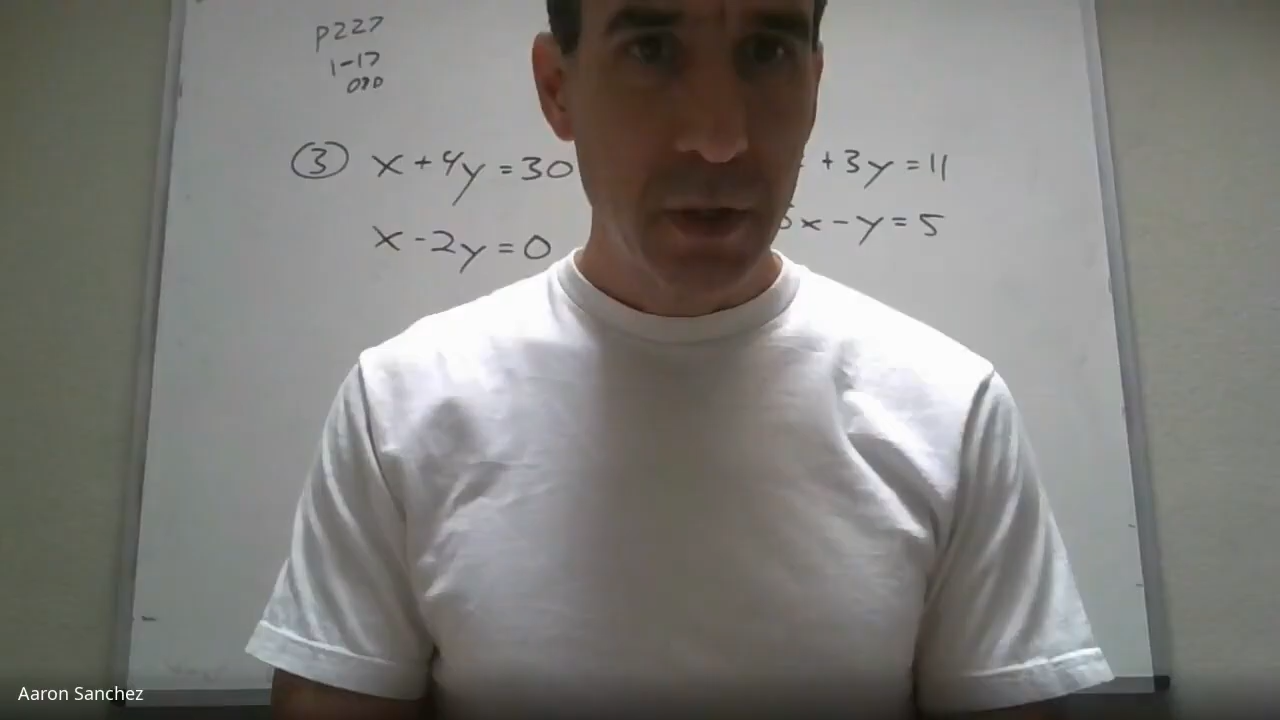 P227
1-17
ODD
③ x + 4y = 30
x - 2y = 0
+ 3y = 11
x - y = 5
Aaron Sanchez